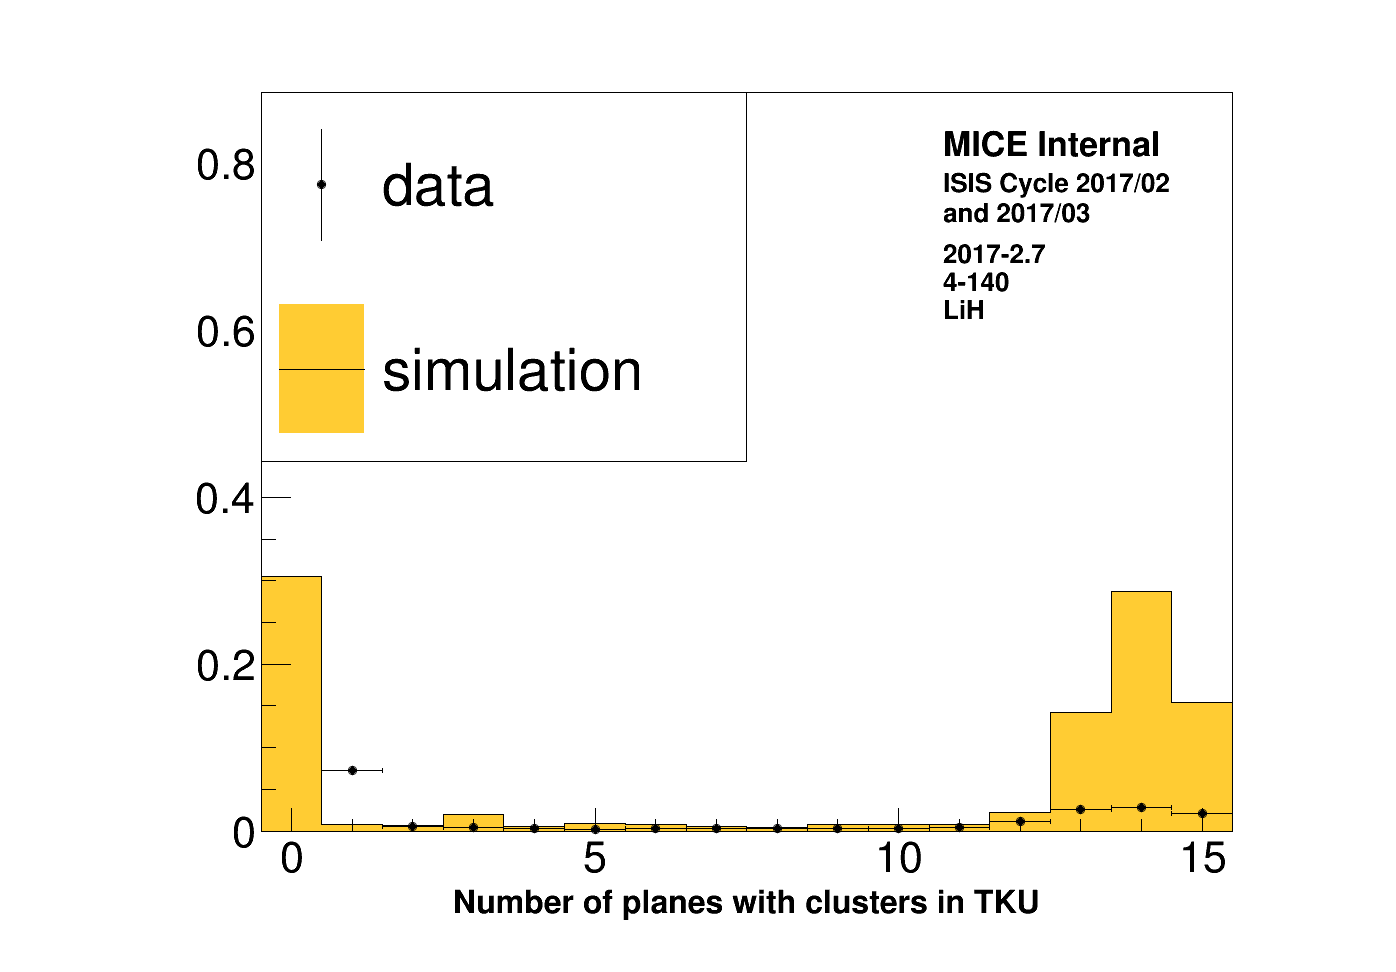 MICE Internal
ISIS Cycle 2017/02
and 2017/03
2017-2.7
4-140
LiH
data
simulation
0.8
0.6
0.4
0.2
0
0 5 10 15
Number of planes with clusters in TKU